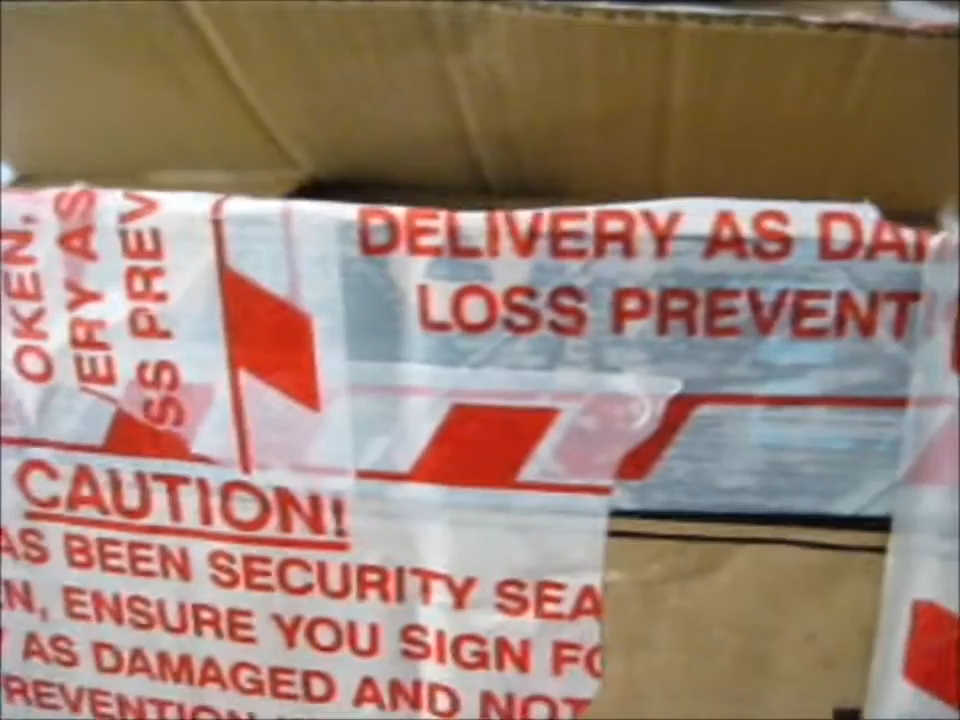 OKEN,
ERY AS
SS PREV
DELIVERY AS DA
LOSS PREVENT
CAUTION!
AS BEEN SECURITY SEA
N, ENSURE YOU SIGN FO
AS DAMAGED AND NOT
REVENTION